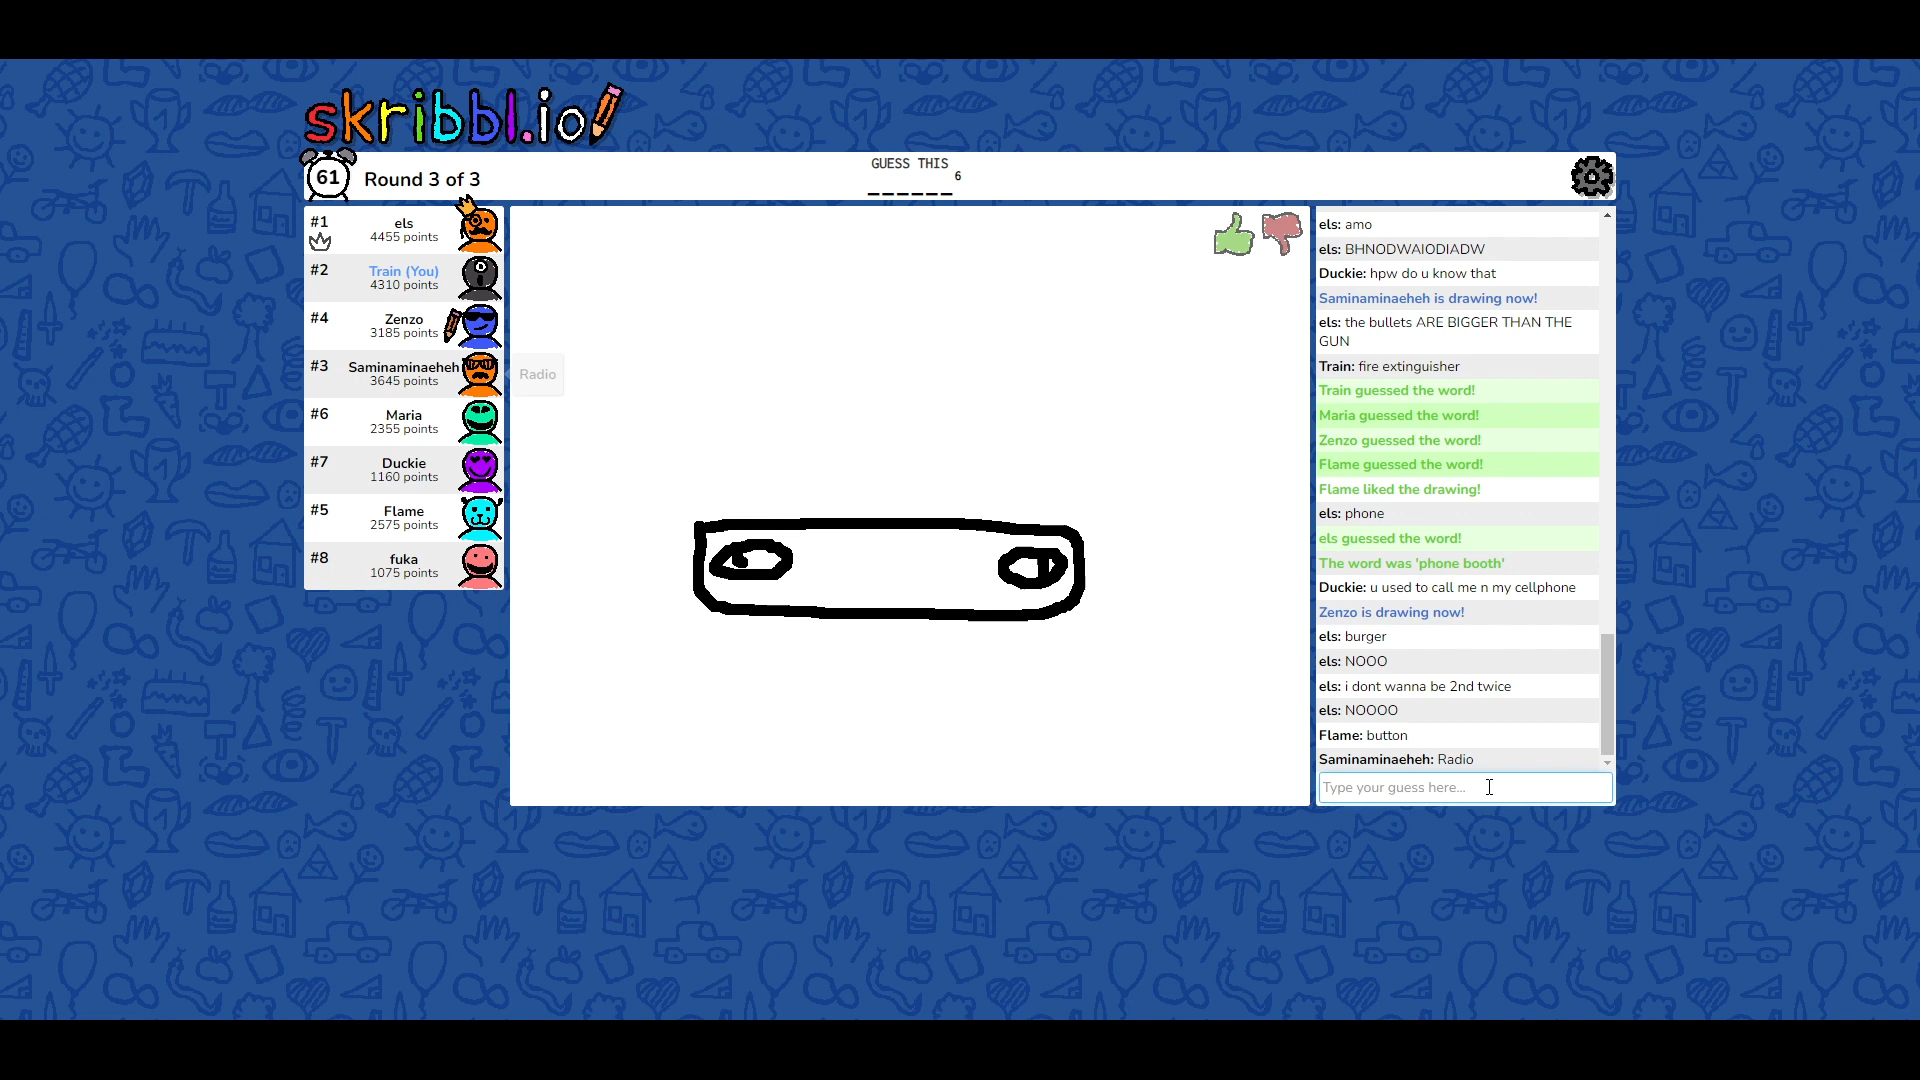 skribbl.io
61
Round 3 of 3
GUESS THIS
______ 6
#1
els
4455 points
#2
Train (You)
4310 points
#4
Zenzo
3185 points
#3
Saminaminaeheh
3645 points
#6
Maria
2355 points
#7
Duckie
1160 points
#5
Flame
2575 points
#8
fuka
1075 points
Radio
els: amo
els: BHNODWAIODIADW
Duckie: hpw do u know that
Saminaminaeheh is drawing now!
els: the bullets ARE BIGGER THAN THE
GUN
Train: fire extinguisher
Train guessed the word!
Maria guessed the word!
Zenzo guessed the word!
Flame guessed the word!
Flame liked the drawing!
els: phone
els guessed the word!
The word was 'phone booth'
Duckie: u used to call me n my cellphone
Zenzo is drawing now!
els: burger
els: NOOO
els: i dont wanna be 2nd twice
els: NOOOO
Flame: button
Saminaminaeheh: Radio
Type your guess here...